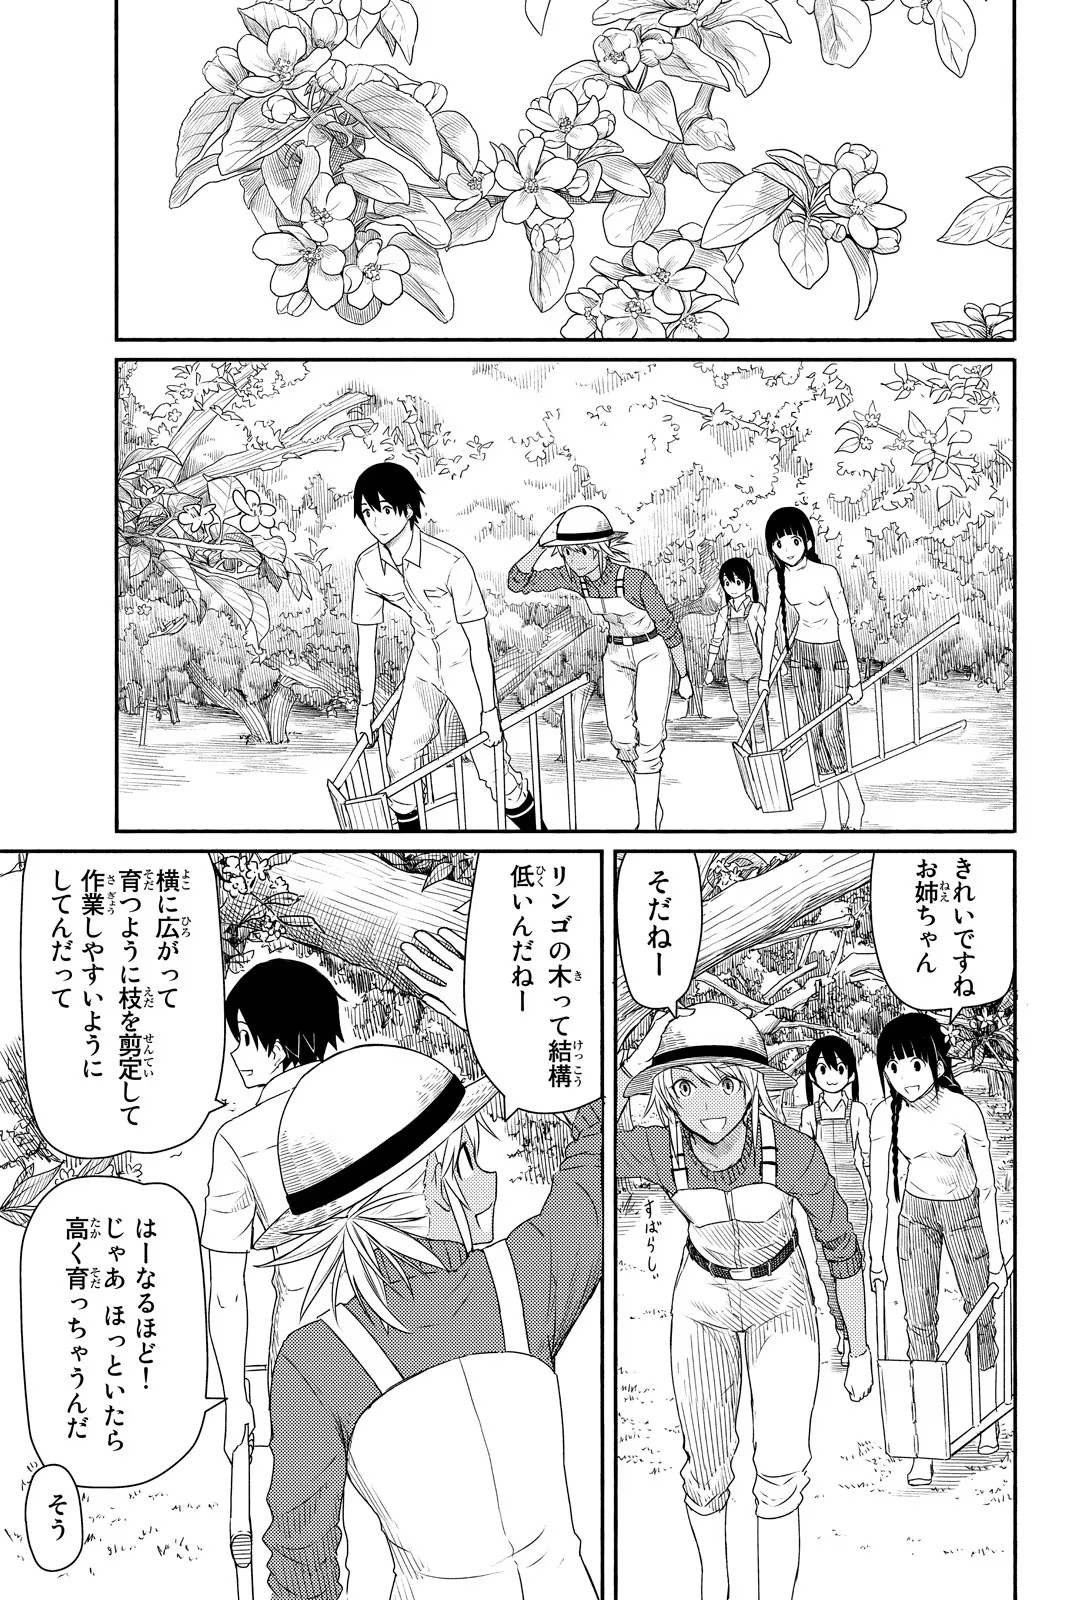 きれいですね
お姉ちゃん
そだねー
すばらしい
リンゴの木って結構
低いんだねー
横に広がって
育つように枝を剪定して
作業しやすいように
してんだって
はーなるほど！
じゃあ ほっといたら
高く育っちゃうんだ
そう